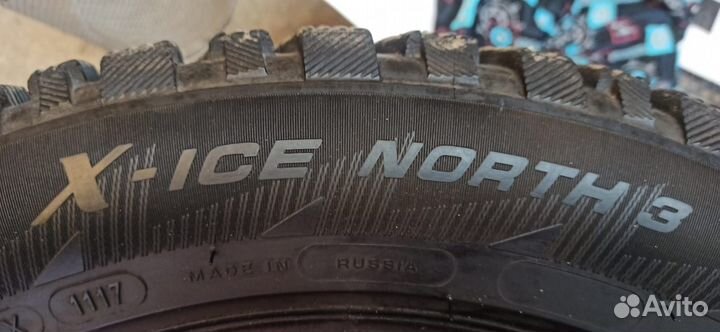 X-ICE NORTH 3
MADE IN RUSSIA
1117
Avito